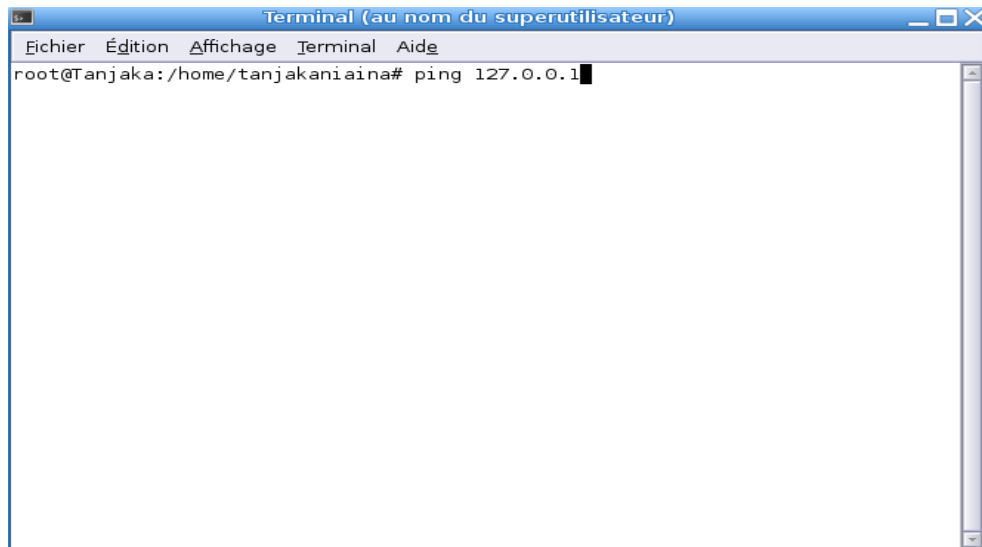 Terminal (au nom du superutilisateur)
Fichier Édition Affichage Terminal Aide
root@Tanjaka:/home/tanjakaniaina# ping 127.0.0.1